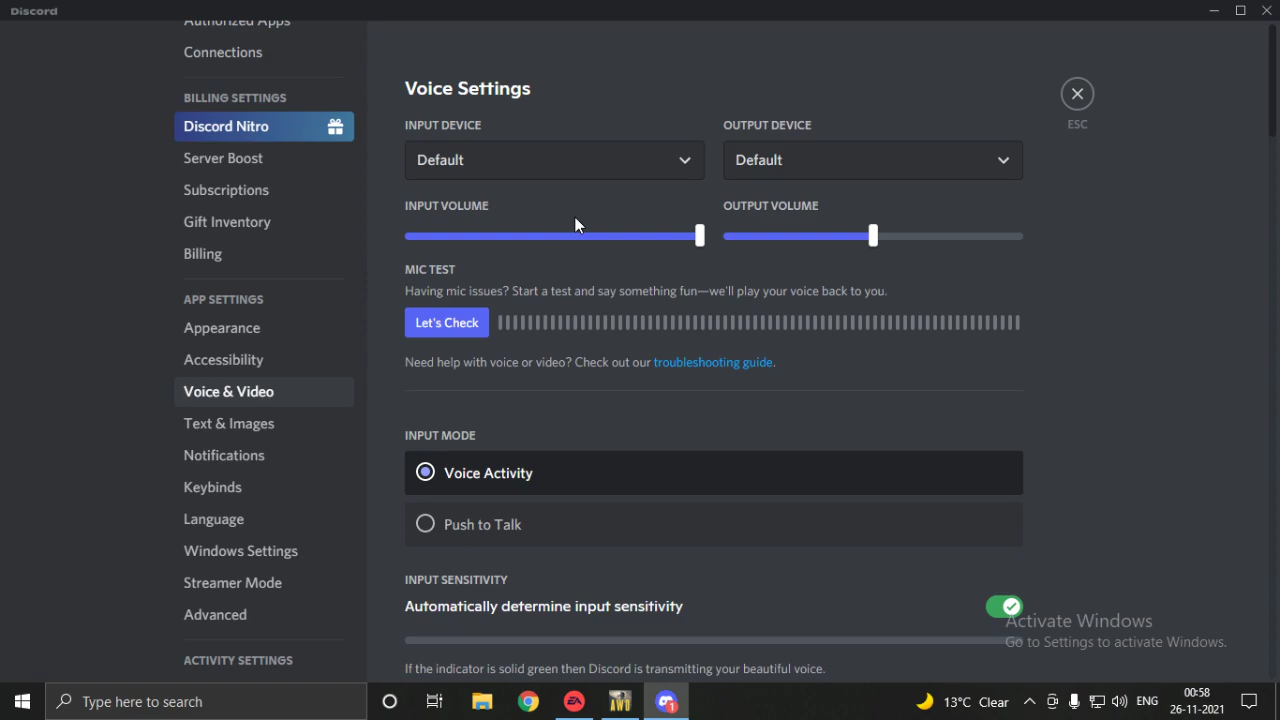 Discord
Authorized Apps
Connections
BILLING SETTINGS
Discord Nitro
Server Boost
Subscriptions
Gift Inventory
Billing
APP SETTINGS
Appearance
Accessibility
Voice & Video
Text & Images
Notifications
Keybinds
Language
Windows Settings
Streamer Mode
Advanced
ACTIVITY SETTINGS
Voice Settings
ESC
INPUT DEVICE OUTPUT DEVICE
Default Default
INPUT VOLUME OUTPUT VOLUME
MIC TEST
Having mic issues? Start a test and say something fun—we'll play your voice back to you.
Let's Check
Need help with voice or video? Check out our troubleshooting guide.
INPUT MODE
Voice Activity
Push to Talk
INPUT SENSITIVITY
Automatically determine input sensitivity
If the indicator is solid green then Discord is transmitting your beautiful voice.
Activate Windows
Go to Settings to activate Windows.
Type here to search
EA
AWD
1
13°C Clear
ENG
00:58
26-11-2021